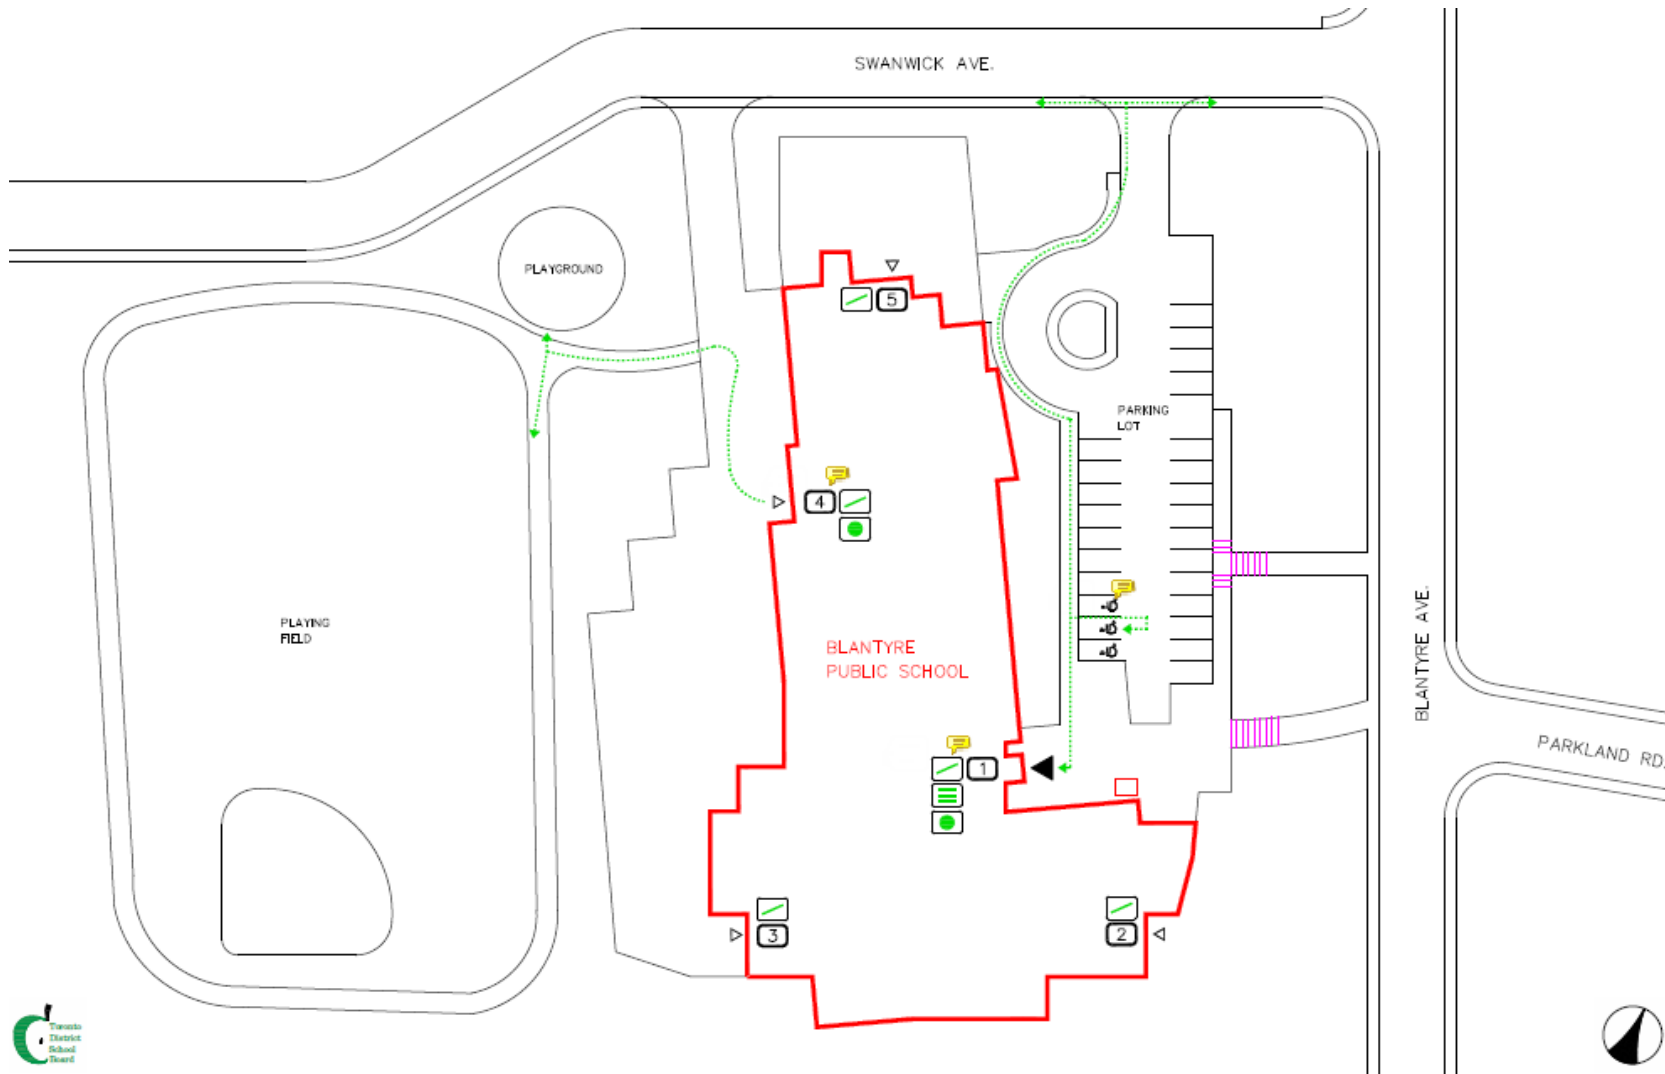 SWANWICK AVE.
PLAYGROUND
5
PARKING
LOT
4
PLAYING
FIELD
BLANTYRE
PUBLIC SCHOOL
BLANTYRE AVE.
PARKLAND RD.
1
3
2
Toronto
District
School
Board